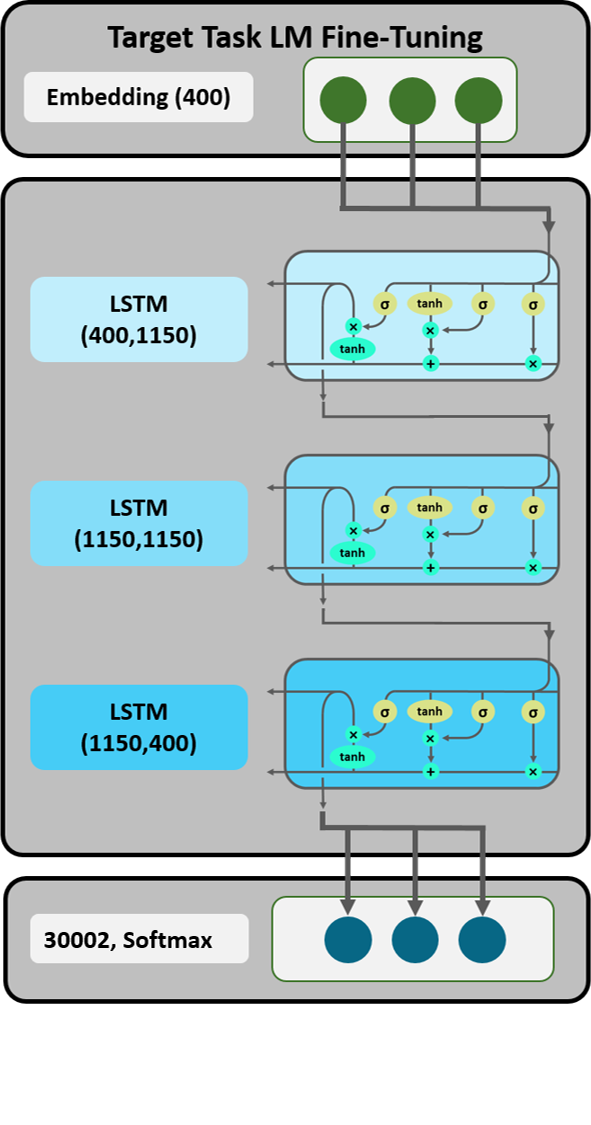 Target Task LM Fine-Tuning
Embedding (400)
LSTM
(400,1150)
σ tanh σ σ
×
×
tanh
+ ×
LSTM
(1150,1150)
σ tanh σ σ
×
×
tanh
+ ×
LSTM
(1150,400)
σ tanh σ σ
×
×
tanh
+ ×
30002, Softmax